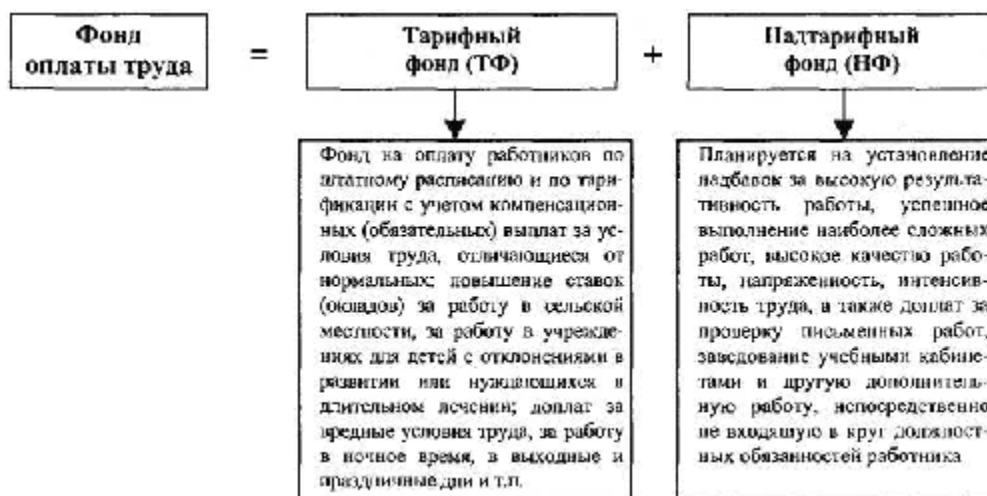 Фонд
оплаты труда
=
Тарифный
фонд (ТФ)
+
Надтарифный
фонд (НФ)
Фонд на оплату работников по
штатному расписанию и по тари-
фикации с учетом компенсацион-
ных (обязательных) выплат за ус-
ловия труда, отличающиеся от
нормальных; повышение ставок
(окладов) за работу в сельской
местности, за работу в учрежде-
ниях для детей с отклонениями в
развитии или нуждающихся в
длительном лечении; доплат за
вредные условия труда, за работу
в ночное время, в выходные и
праздничные дни и т.п.
Планируется на установление
надбавок за высокую результа-
тивность работы, успешное
выполнение наиболее сложных
работ, высокое качество рабо-
ты, напряженность, интенсив-
ность труда, а также доплат за
проверку письменных работ,
заведование учебными кабине-
тами и другую дополнитель-
ную работу, непосредственно
не входящую в круг должност-
ных обязанностей работника